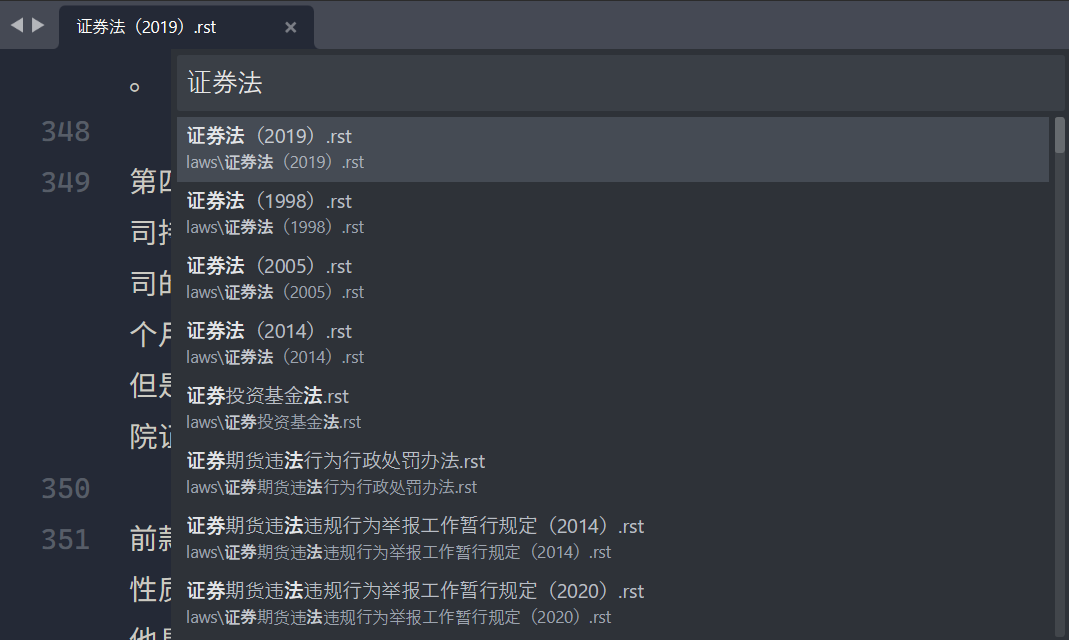 证券法（2019）.rst
证券法
。
348
349
第四
司持
司的
个月
但是
院证
350
351
前款
性质
证券法（2019）.rst
laws\证券法（2019）.rst
证券法（1998）.rst
laws\证券法（1998）.rst
证券法（2005）.rst
laws\证券法（2005）.rst
证券法（2014）.rst
laws\证券法（2014）.rst
证券投资基金法.rst
laws\证券投资基金法.rst
证券期货违法行为行政处罚办法.rst
laws\证券期货违法行为行政处罚办法.rst
证券期货违法违规行为举报工作暂行规定（2014）.rst
laws\证券期货违法违规行为举报工作暂行规定（2014）.rst
证券期货违法违规行为举报工作暂行规定（2020）.rst
laws\证券期货违法违规行为举报工作暂行规定（2020）.rst